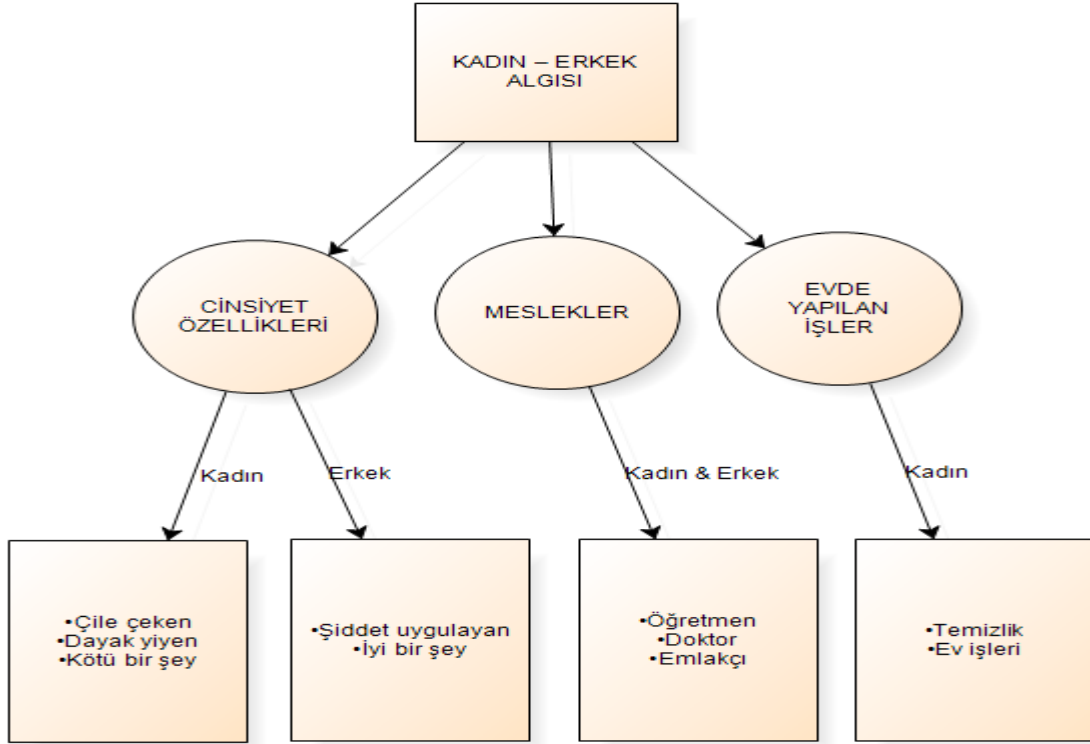 KADIN – ERKEK
ALGISI
CİNSİYET
ÖZELLİKLERİ
MESLEKLER
EVDE
YAPILAN
İŞLER
Kadın
Erkek
Kadın & Erkek
Kadın
•Çile çeken
•Dayak yiyen
•Kötü bir şey
•Şiddet uygulayan
•İyi bir şey
•Öğretmen
•Doktor
•Emlakçı
•Temizlik
•Ev işleri